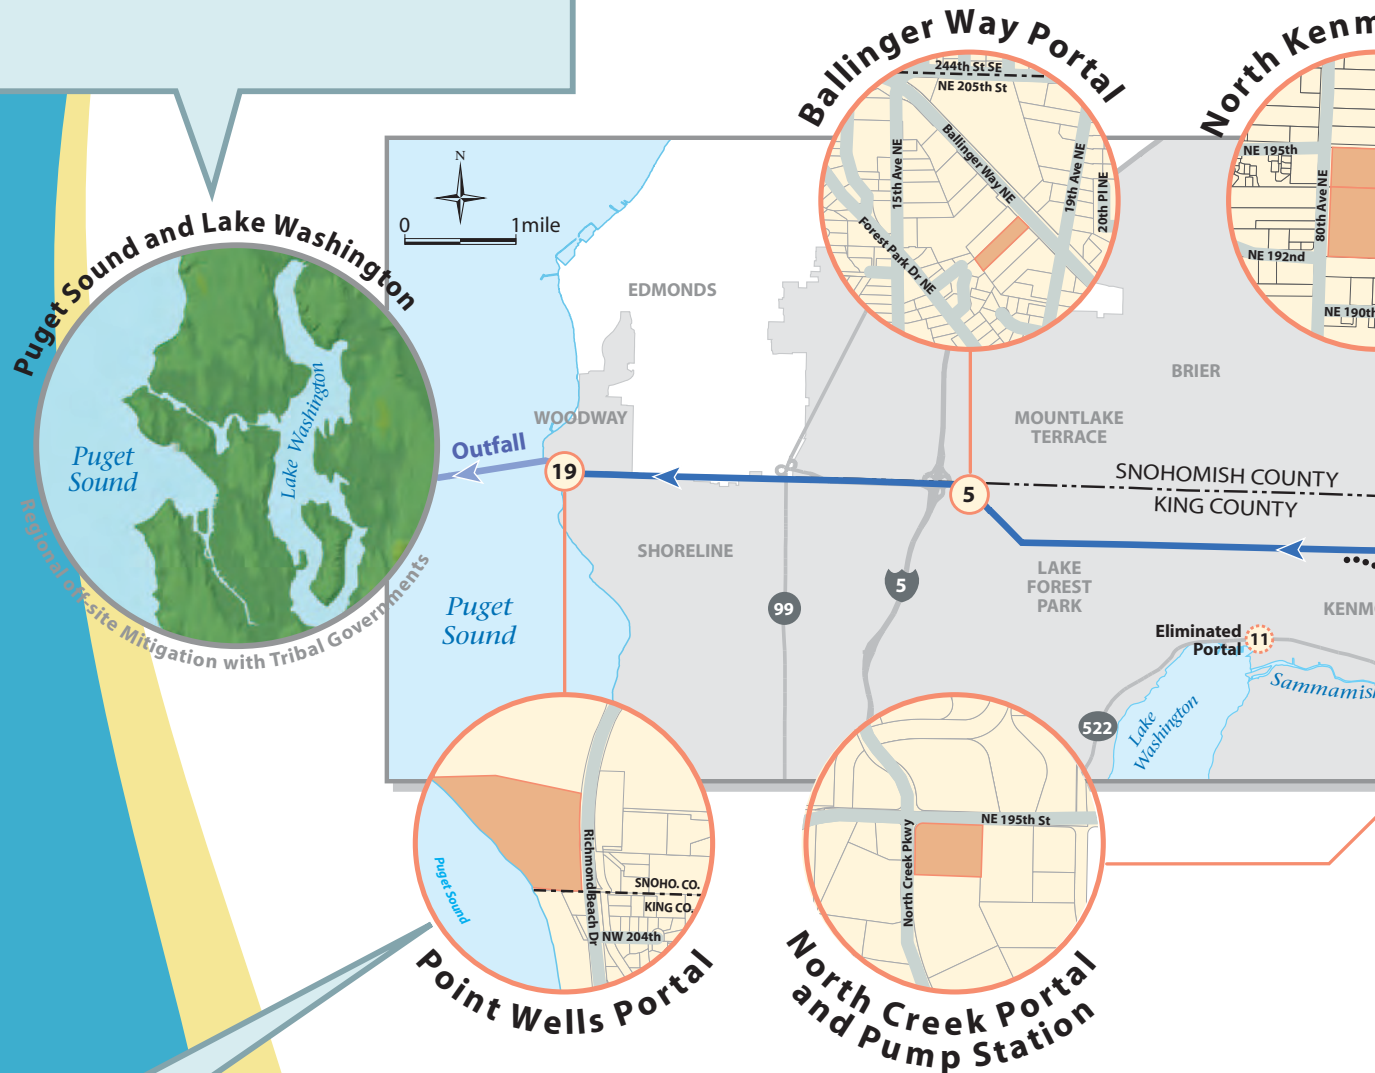 Ballinger Way Portal
244th St SE
NE 205th St
15th Ave NE
Ballinger Way NE
19th Ave NE
20th Pl NE
Forest Park Dr NE
North Kenm
NE 195th
80th Ave NE
NE 192nd
NE 190th
N
0 1mile
Puget Sound and Lake Washington
Puget
Sound
Lake Washington
Regional off-site Mitigation with Tribal Governments
EDMONDS
WOODWAY
BRIER
MOUNTLAKE
TERRACE
Outfall
19
5
SNOHOMISH COUNTY
KING COUNTY
SHORELINE
LAKE
FOREST
PARK
KENM
99
5
Puget
Sound
Eliminated
Portal
11
Sammamis
522
Lake
Washington
Puget Sound
Richmond Beach Dr
SNOHO. CO.
KING CO.
NW 204th
Point Wells Portal
NE 195th St
North Creek Pkwy
North Creek Portal
and Pump Station